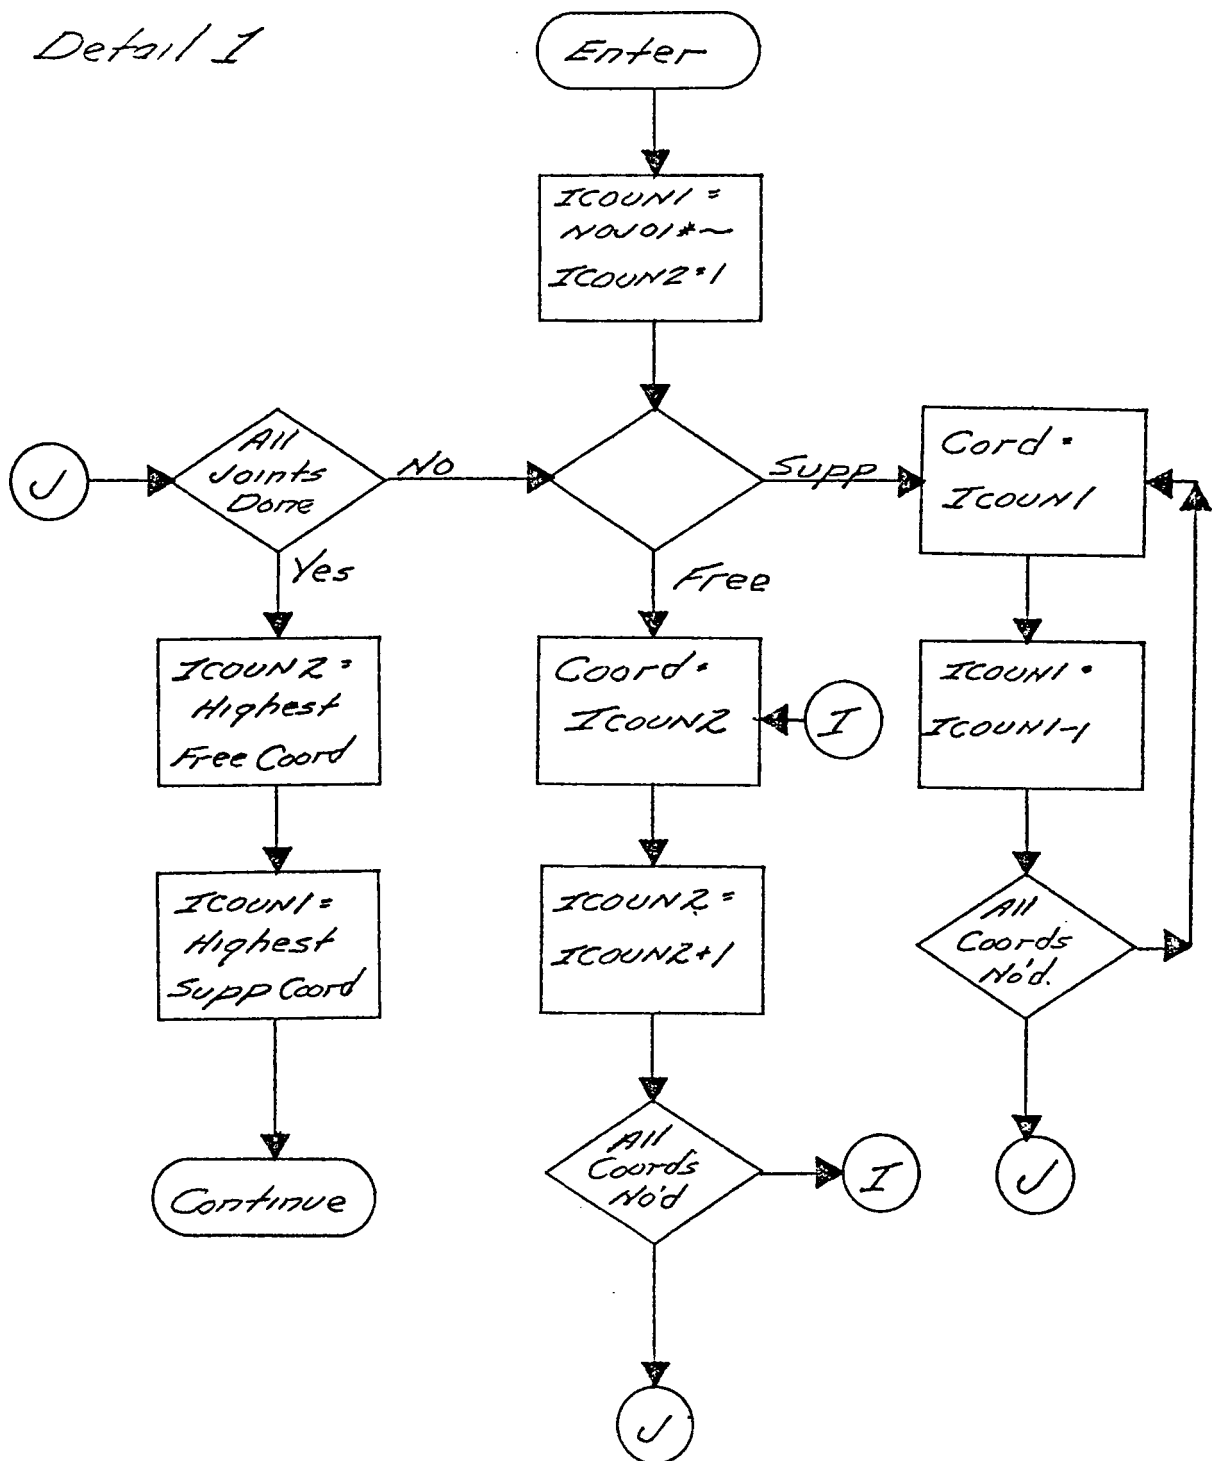 Detail 1
Enter
ICOUN1 =
NOJOI*~
ICOUN2=1
J
All
Joints
Done
No
Supp
Cord =
ICOUN1
Yes
Free
ICOUN2 =
Highest
Free Coord
Coord =
ICOUN2
I
ICOUN1 =
ICOUN1-1
ICOUN1 =
Highest
Supp Coord
ICOUN2 =
ICOUN2+1
All
Coords
No'd.
Continue
All
Coords
No'd
I
J
J